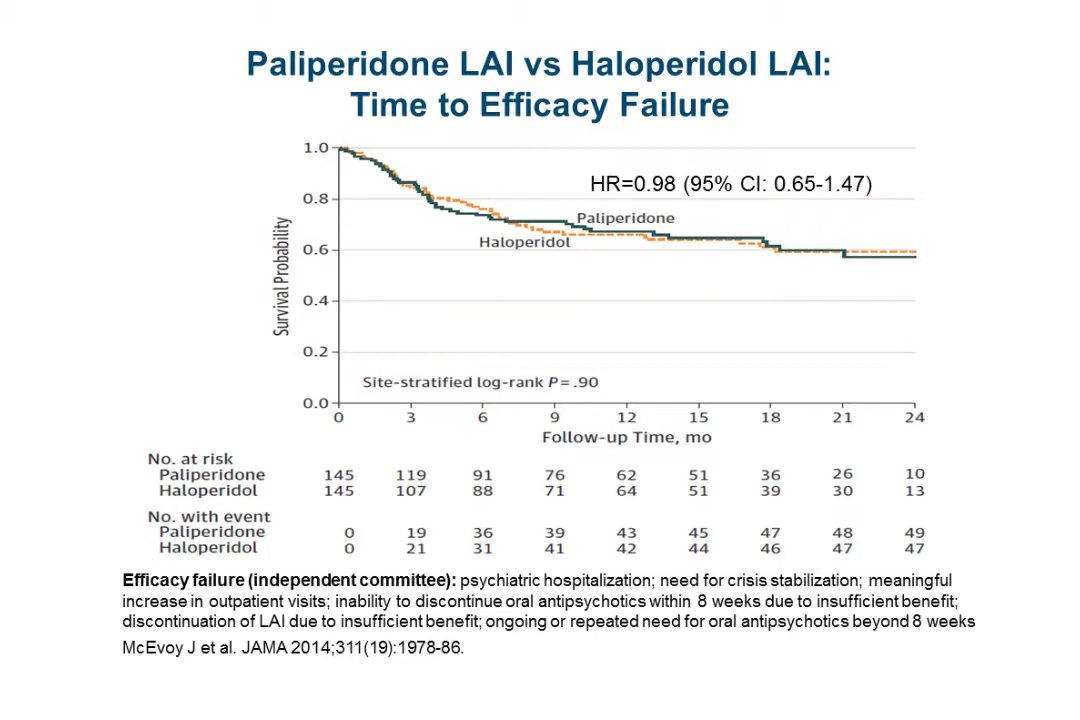 Paliperidone LAI vs Haloperidol LAI:
Time to Efficacy Failure
1.0
0.8
0.6
0.4
0.2
0.0
Survival Probability
HR=0.98 (95% CI: 0.65-1.47)
Paliperidone
Haloperidol
Site-stratified log-rank P = .90
0 3 6 9 12 15 18 21 24
Follow-up Time, mo
No. at risk
Paliperidone 145 119 91 76 62 51 36 26 10
Haloperidol 145 107 88 71 64 51 39 30 13
No. with event
Paliperidone 0 19 36 39 43 45 47 48 49
Haloperidol 0 21 31 41 42 44 46 47 47
Efficacy failure (independent committee): psychiatric hospitalization; need for crisis stabilization; meaningful
increase in outpatient visits; inability to discontinue oral antipsychotics within 8 weeks due to insufficient benefit;
discontinuation of LAI due to insufficient benefit; ongoing or repeated need for oral antipsychotics beyond 8 weeks
McEvoy J et al. JAMA 2014;311(19):1978-86.